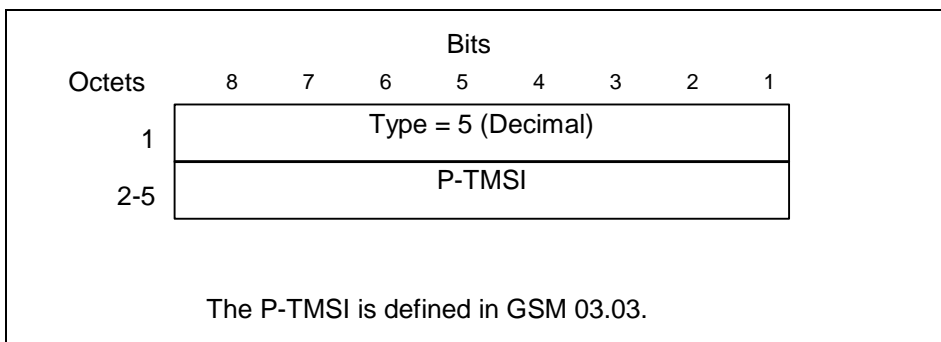 Bits
Octets 8 7 6 5 4 3 2 1
1 Type = 5 (Decimal)
2-5 P-TMSI
The P-TMSI is defined in GSM 03.03.